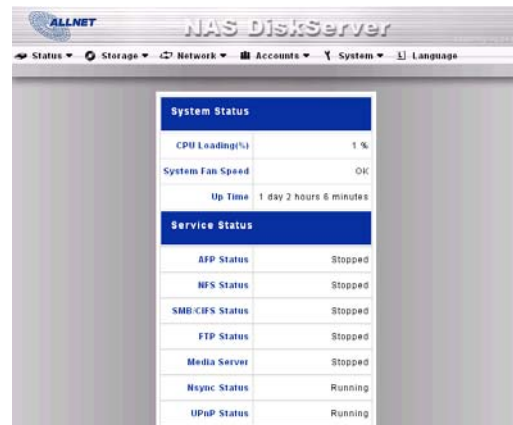 ALLNET
NAS DiskServer
Status Storage Network Accounts System Language
System Status
CPU Loading(%) 1 %
System Fan Speed OK
Up Time 1 day 2 hours 6 minutes
Service Status
AFP Status Stopped
NFS Status Stopped
SMB/CIFS Status Stopped
FTP Status Stopped
Media Server Stopped
Nsync Status Running
UPnP Status Running